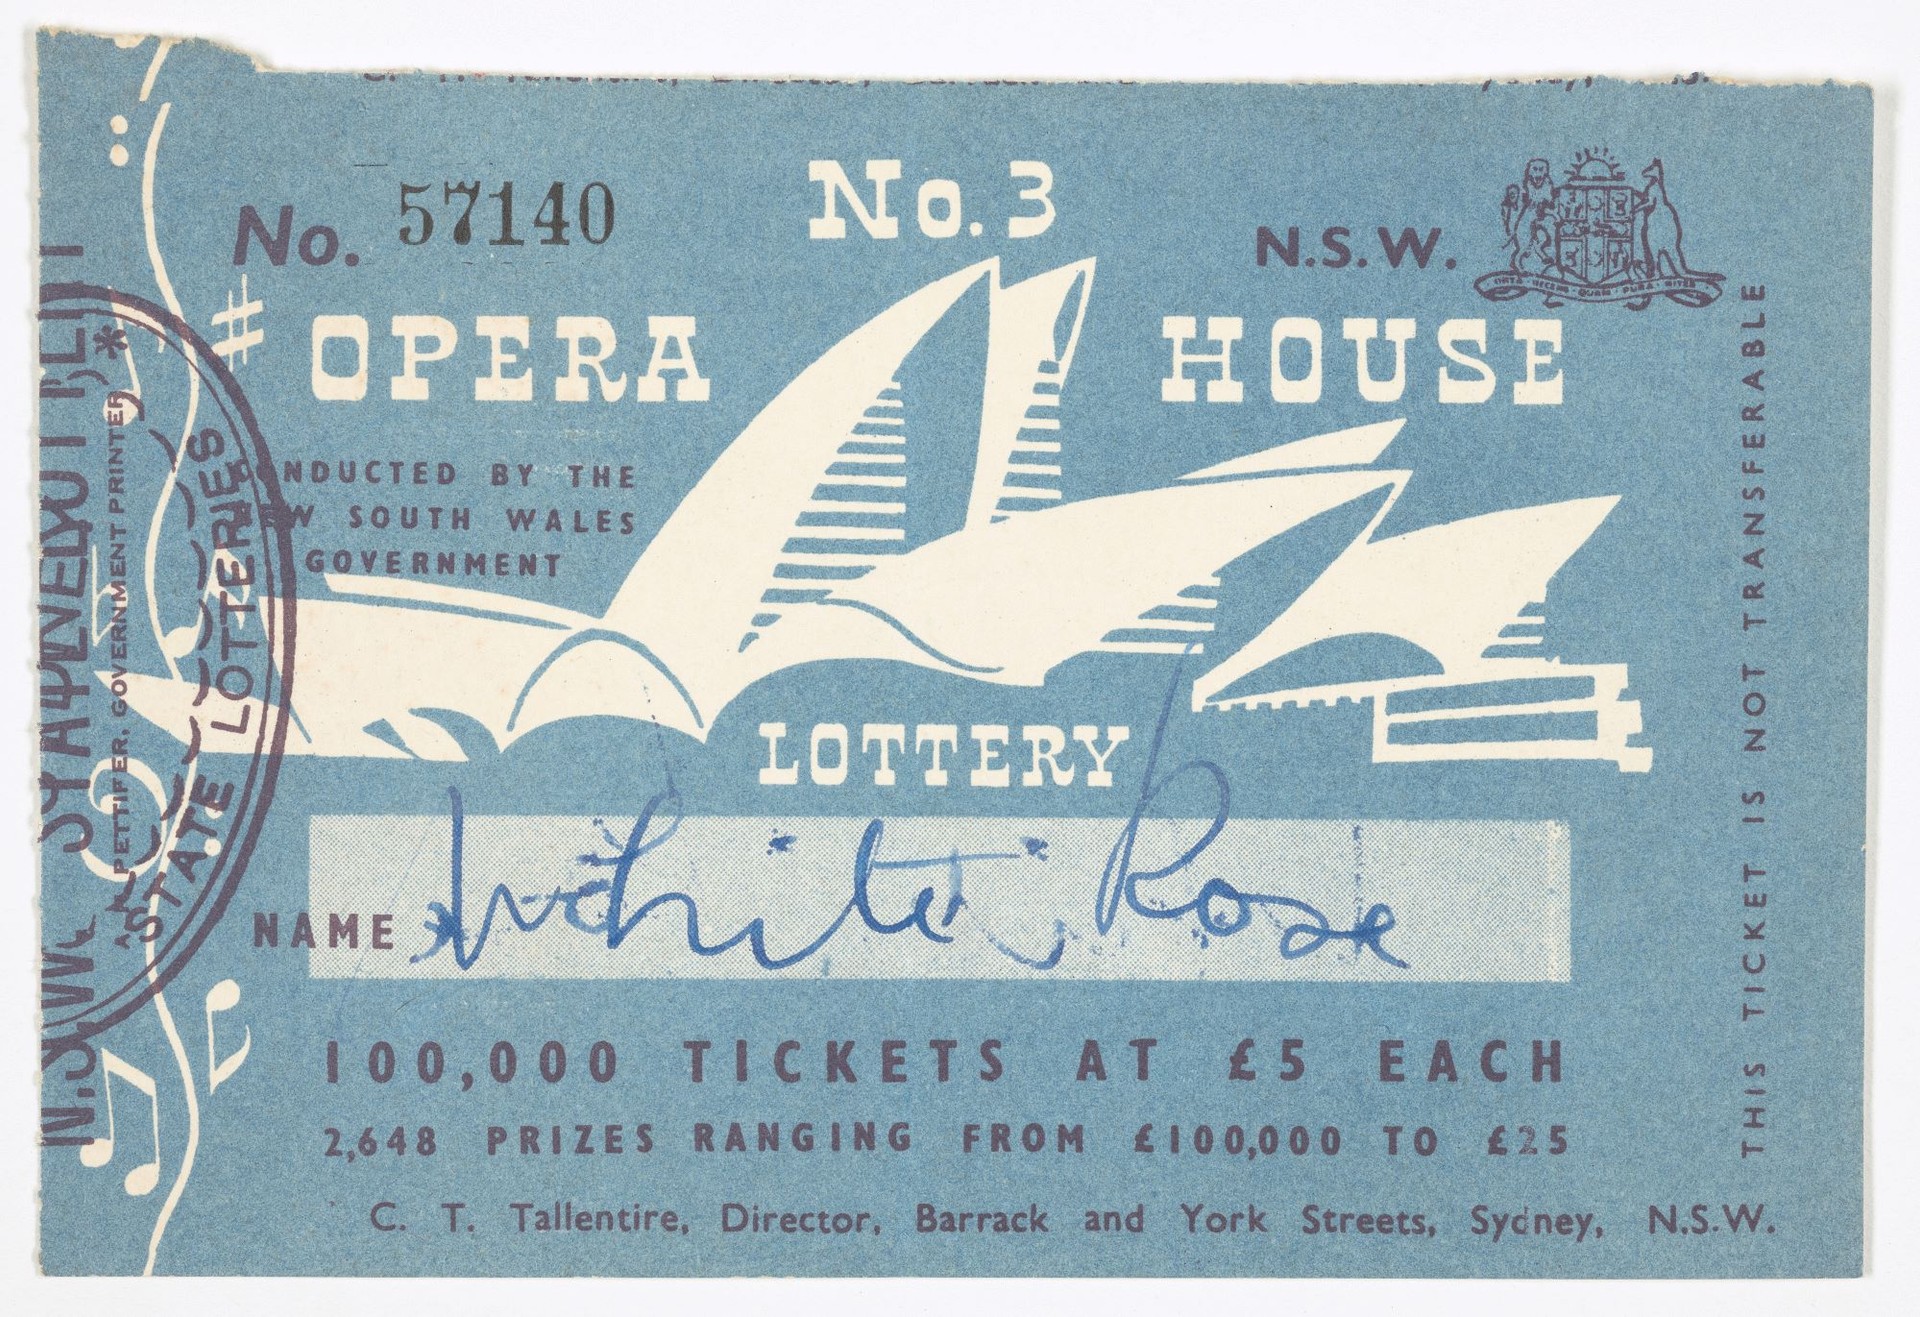 No. 57140
No. 3
N.S.W.
OPERA HOUSE
CONDUCTED BY THE
NEW SOUTH WALES
GOVERNMENT
LOTTERY
NAME White Rose
100,000 TICKETS AT £5 EACH
2,648 PRIZES RANGING FROM £100,000 TO £25
C. T. Tallentire, Director, Barrack and York Streets, Sydney, N.S.W.
THIS TICKET IS NOT TRANSFERABLE
STATE LOTTERIES
PETTIFER, GOVERNMENT PRINTER
N.S.W.